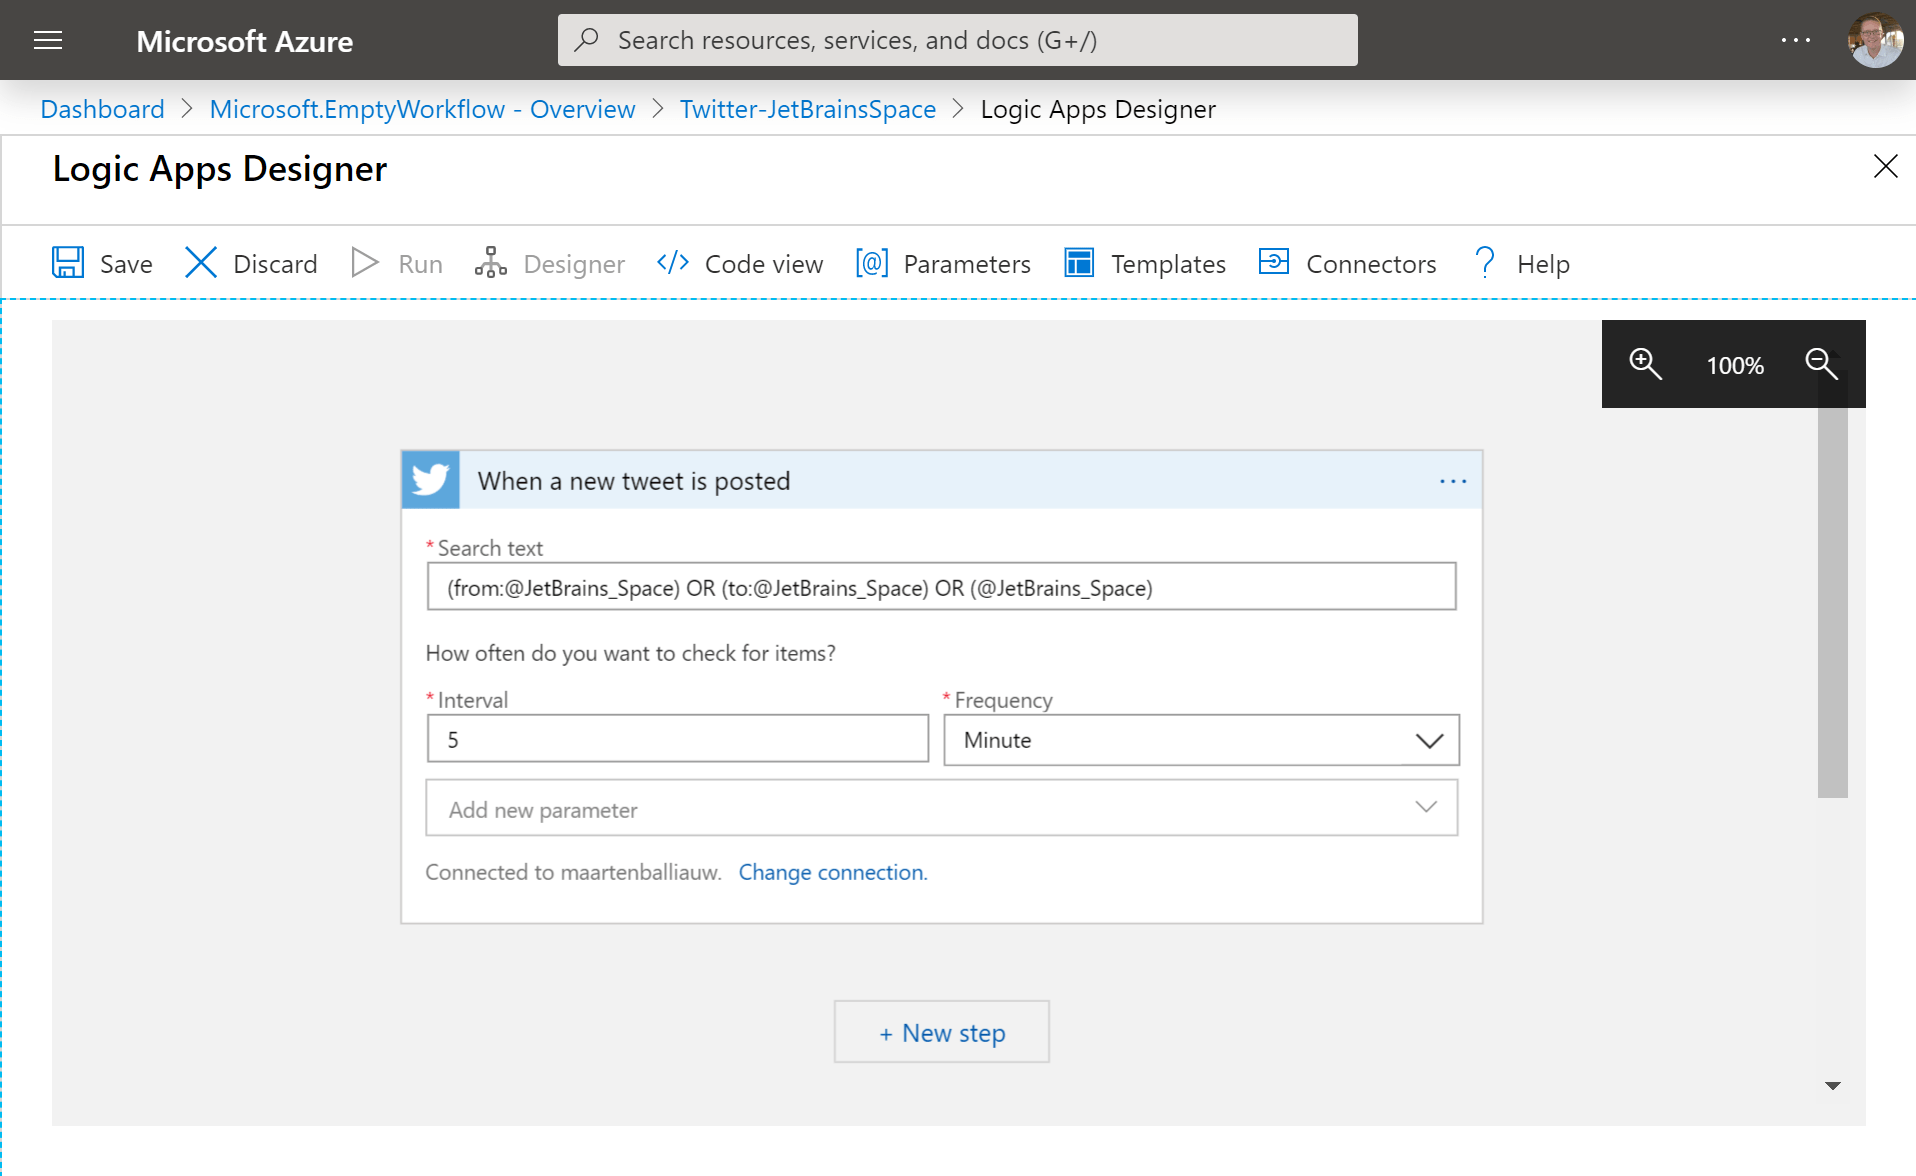 Microsoft Azure
Search resources, services, and docs (G+/)
Dashboard > Microsoft.EmptyWorkflow - Overview > Twitter-JetBrainsSpace > Logic Apps Designer
Logic Apps Designer
Save Discard Run Designer </> Code view [@] Parameters Templates Connectors ? Help
100%
When a new tweet is posted
* Search text
(from:@JetBrains_Space) OR (to:@JetBrains_Space) OR (@JetBrains_Space)
How often do you want to check for items?
* Interval * Frequency
5 Minute
Add new parameter
Connected to maartenballiauw. Change connection.
+ New step